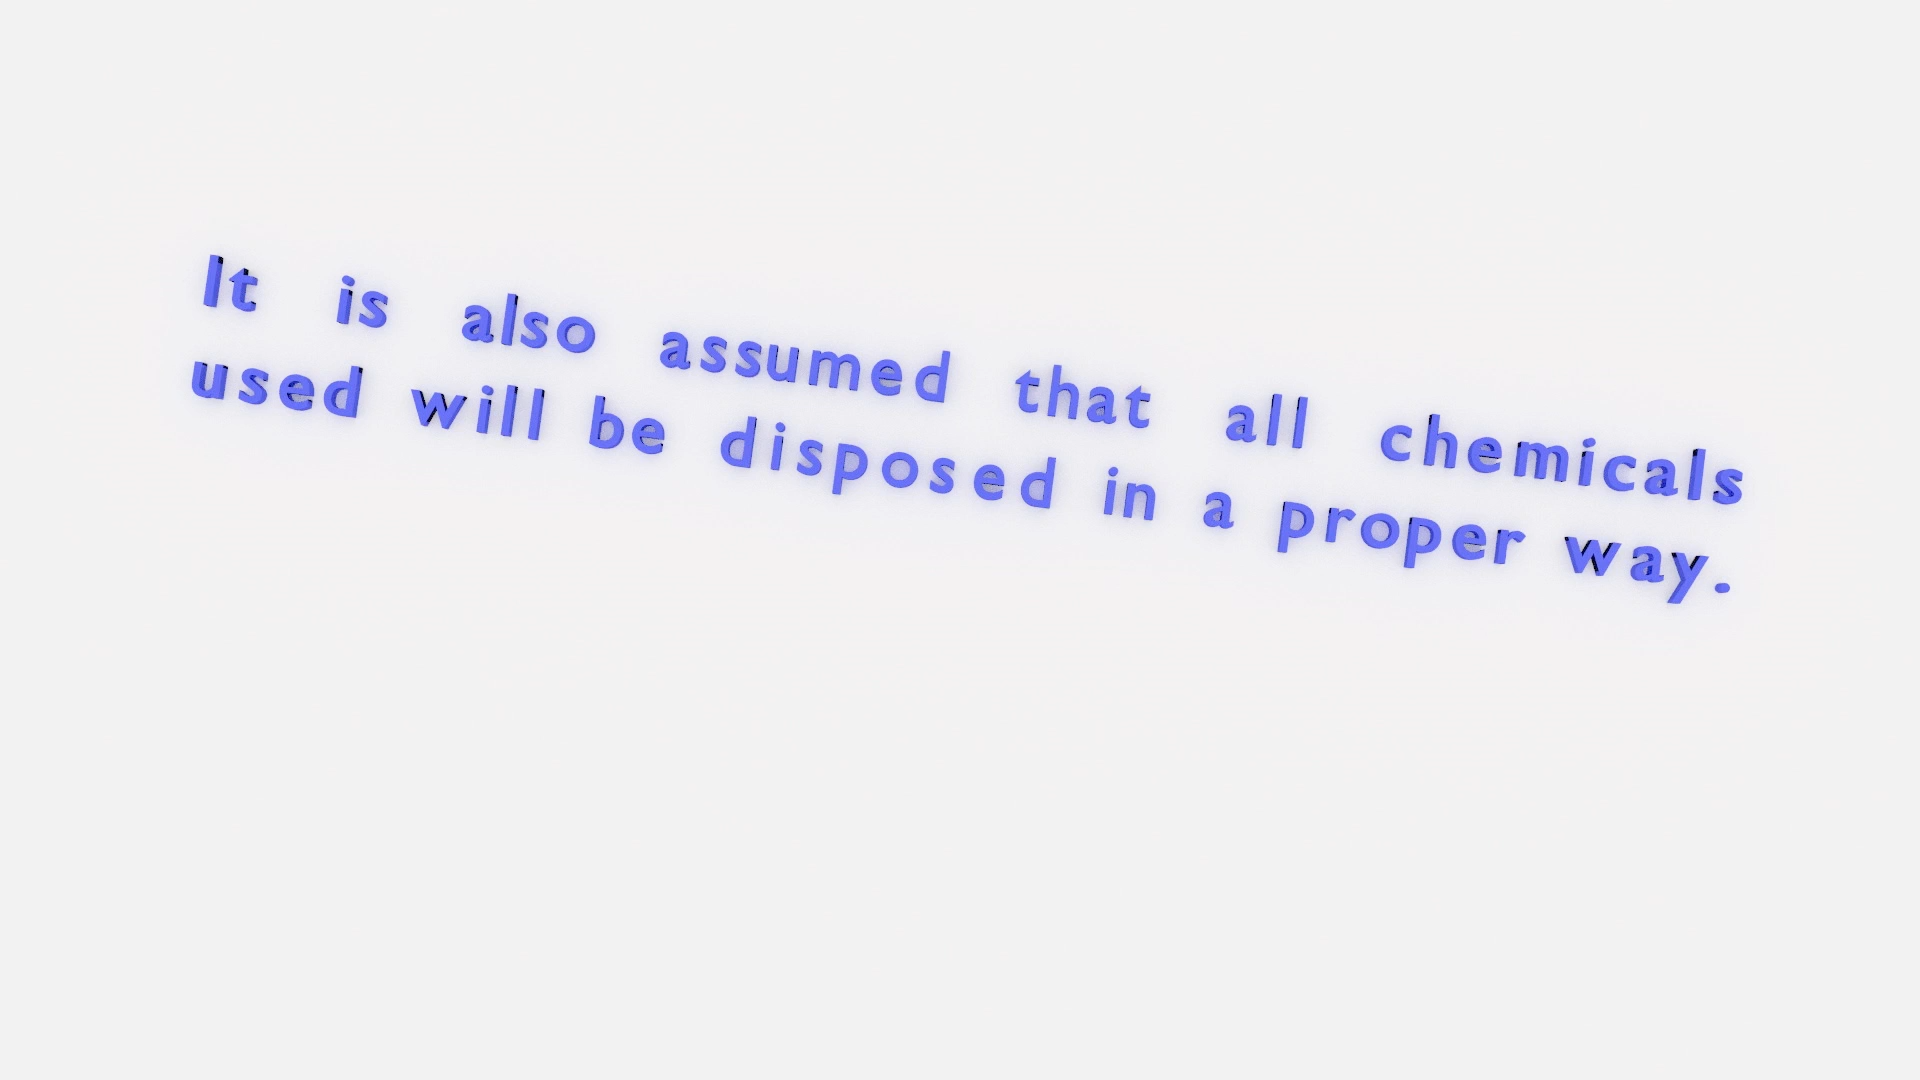 It is also assumed that all chemicals
used will be disposed in a proper way.